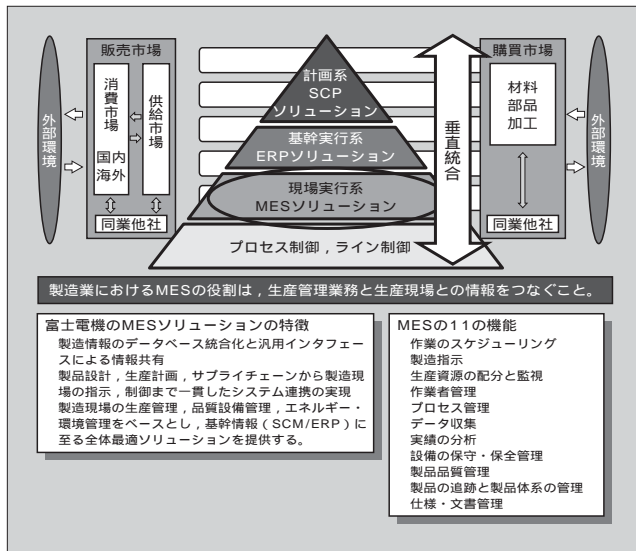 外部環境
販売市場
消費市場
国内
海外
供給市場
同業他社
計画系
SCP
ソリューション
基幹実行系
ERPソリューション
現場実行系
MESソリューション
プロセス制御，ライン制御
垂直統合
購買市場
材料
部品
加工
同業他社
外部環境
製造業におけるMESの役割は，生産管理業務と生産現場との情報をつなぐこと。
富士電機のMESソリューションの特徴
製造情報のデータベース統合化と汎用インタフェー
スによる情報共有
製品設計，生産計画，サプライチェーンから製造現
場の指示，制御まで一貫したシステム連携の実現
製造現場の生産管理，品質設備管理，エネルギー・
環境管理をベースとし，基幹情報（SCM/ERP）に
至る全体最適ソリューションを提供する。
MESの11の機能
作業のスケジューリング
製造指示
生産資源の配分と監視
作業者管理
プロセス管理
データ収集
実績の分析
設備の保守・保全管理
製品品質管理
製品の追跡と製品体系の管理
仕様・文書管理